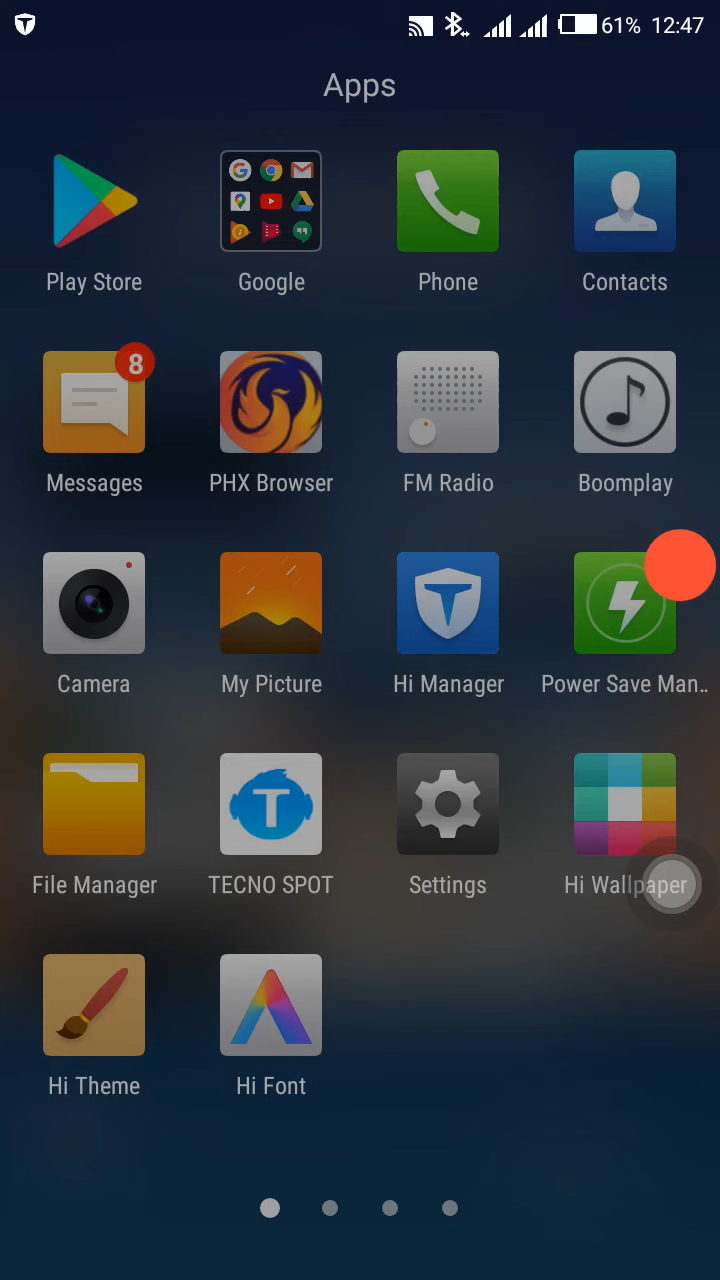 61% 12:47
Apps
Play Store
Google
Phone
Contacts
8
Messages
PHX Browser
FM Radio
Boomplay
Camera
My Picture
Hi Manager
Power Save Man..
File Manager
TECNO SPOT
Settings
Hi Wallpaper
Hi Theme
Hi Font